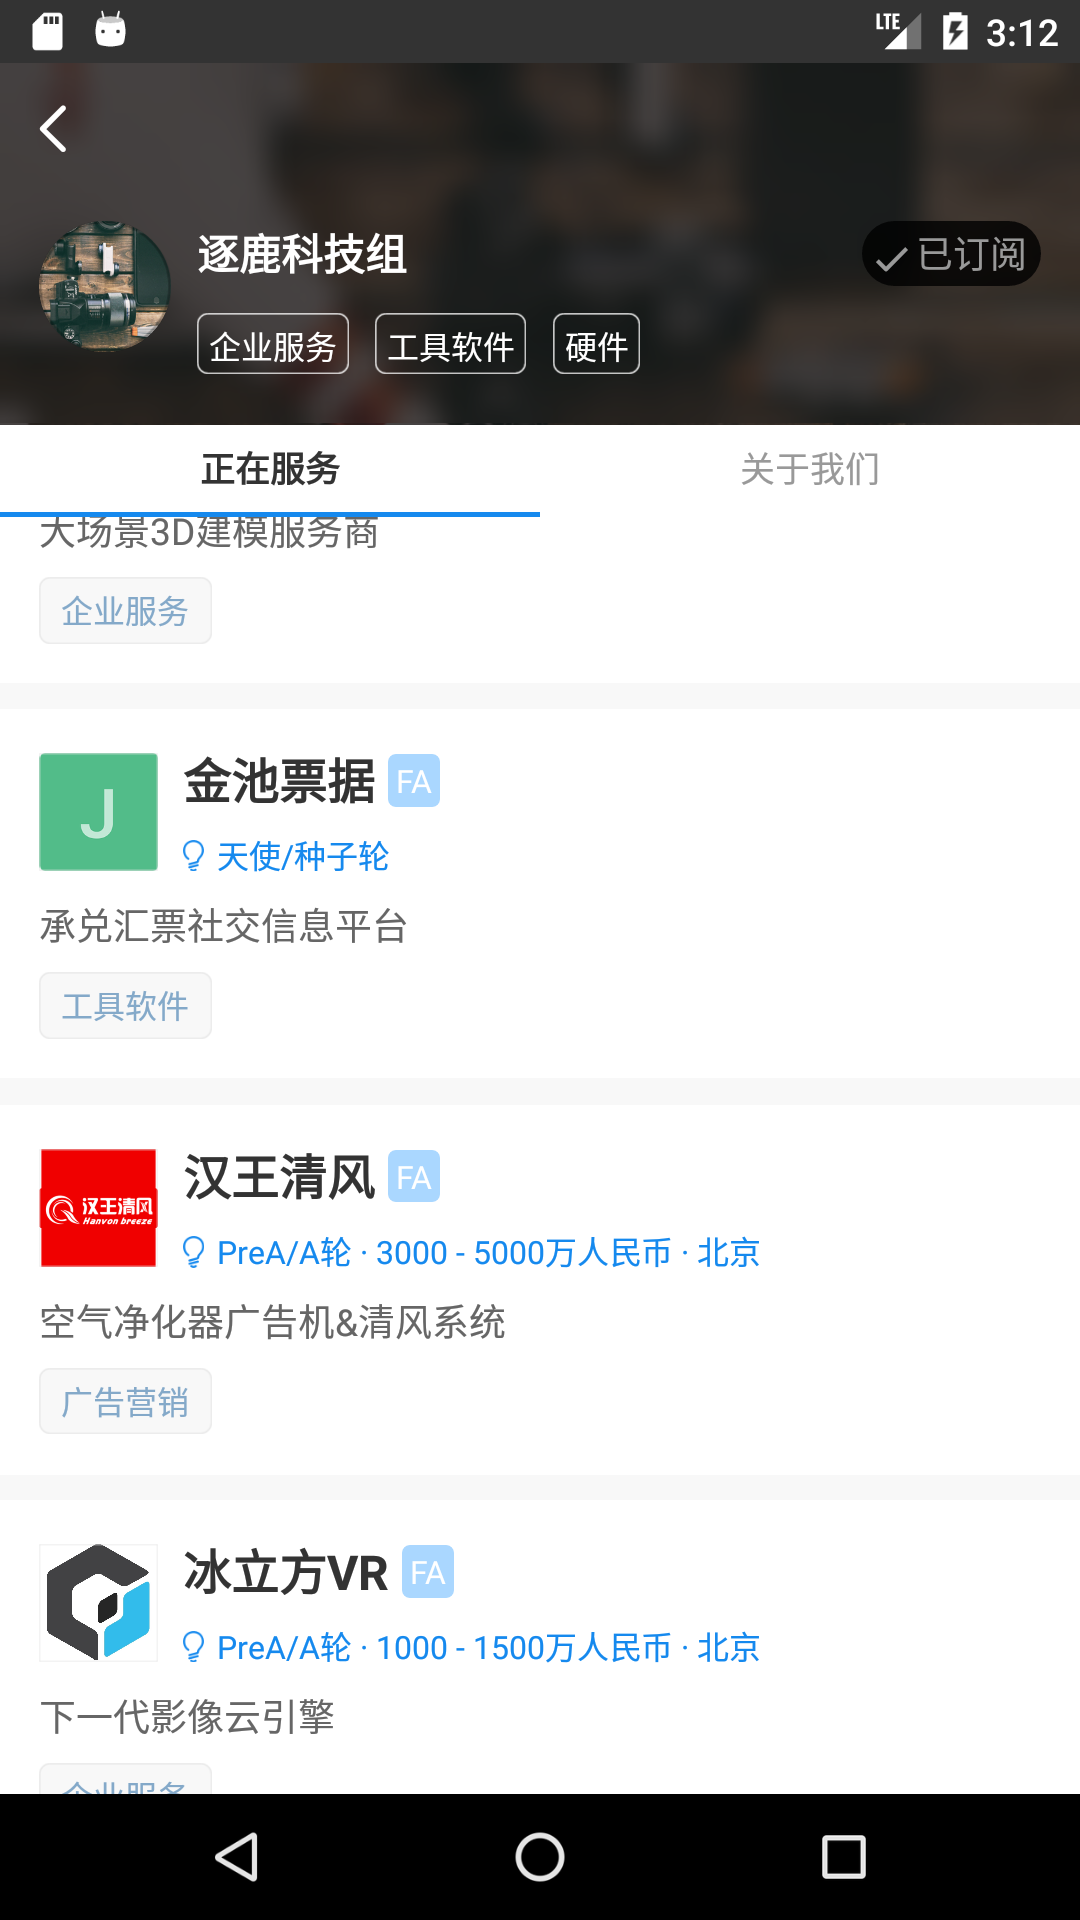 LTE 3:12
逐鹿科技组
已订阅
企业服务 工具软件 硬件
正在服务 关于我们
大场景3D建模服务商
企业服务
J
金池票据 FA
天使/种子轮
承兑汇票社交信息平台
工具软件
汉王清风
Hanvon breeze
汉王清风 FA
PreA/A轮 · 3000 - 5000万人民币 · 北京
空气净化器广告机&清风系统
广告营销
冰立方VR FA
PreA/A轮 · 1000 - 1500万人民币 · 北京
下一代影像云引擎
企业服务